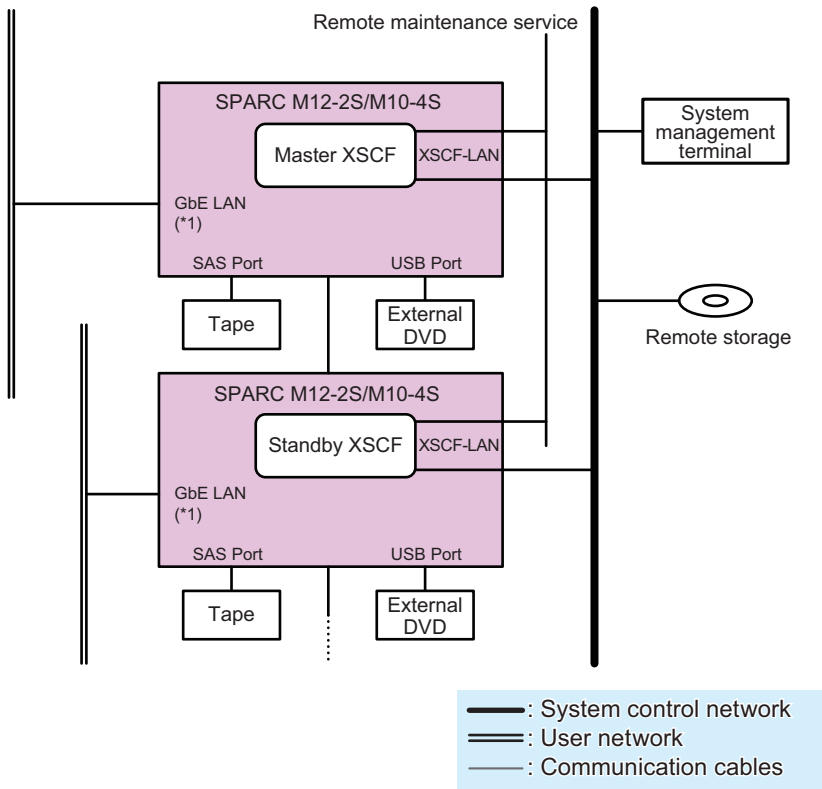 Remote maintenance service
SPARC M12-2S/M10-4S
Master XSCF
XSCF-LAN
GbE LAN
(*1)
SAS Port
USB Port
Tape
External
DVD
System
management
terminal
Remote storage
SPARC M12-2S/M10-4S
Standby XSCF
XSCF-LAN
GbE LAN
(*1)
SAS Port
USB Port
Tape
External
DVD
: System control network
: User network
: Communication cables